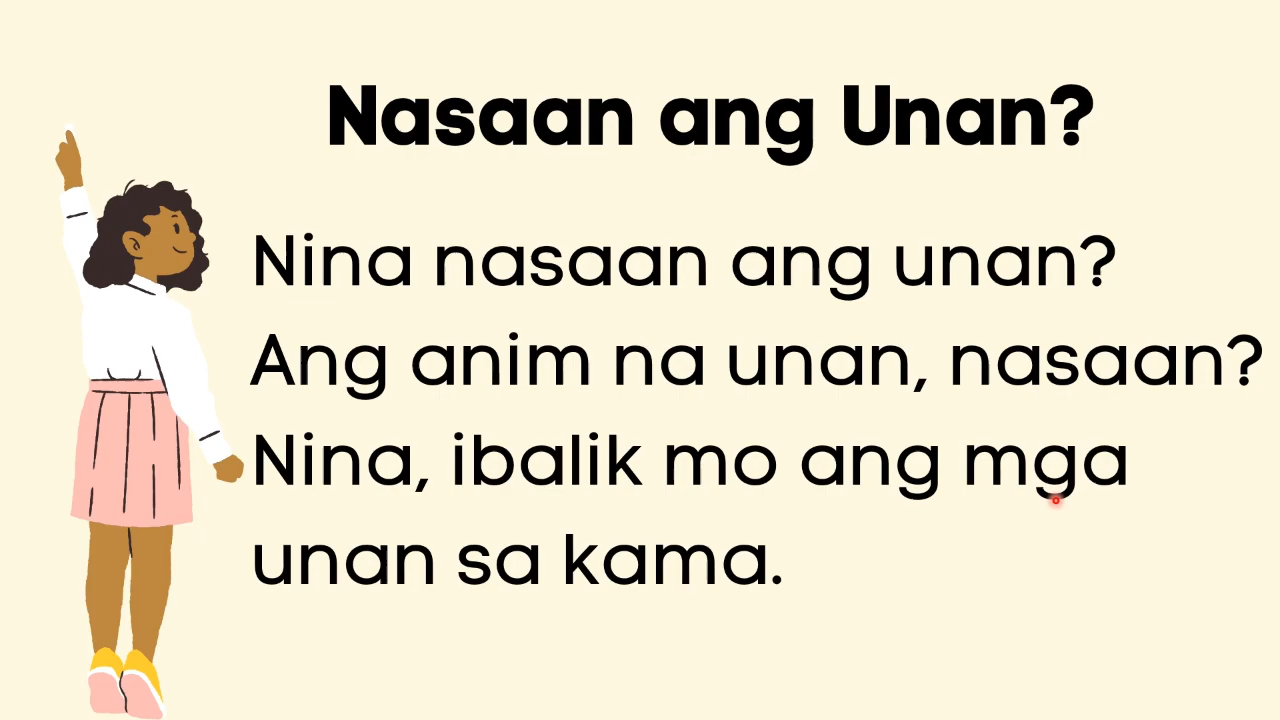 Nasaan ang Unan?
Nina nasaan ang unan?
Ang anim na unan, nasaan?
Nina, ibalik mo ang mga
unan sa kama.